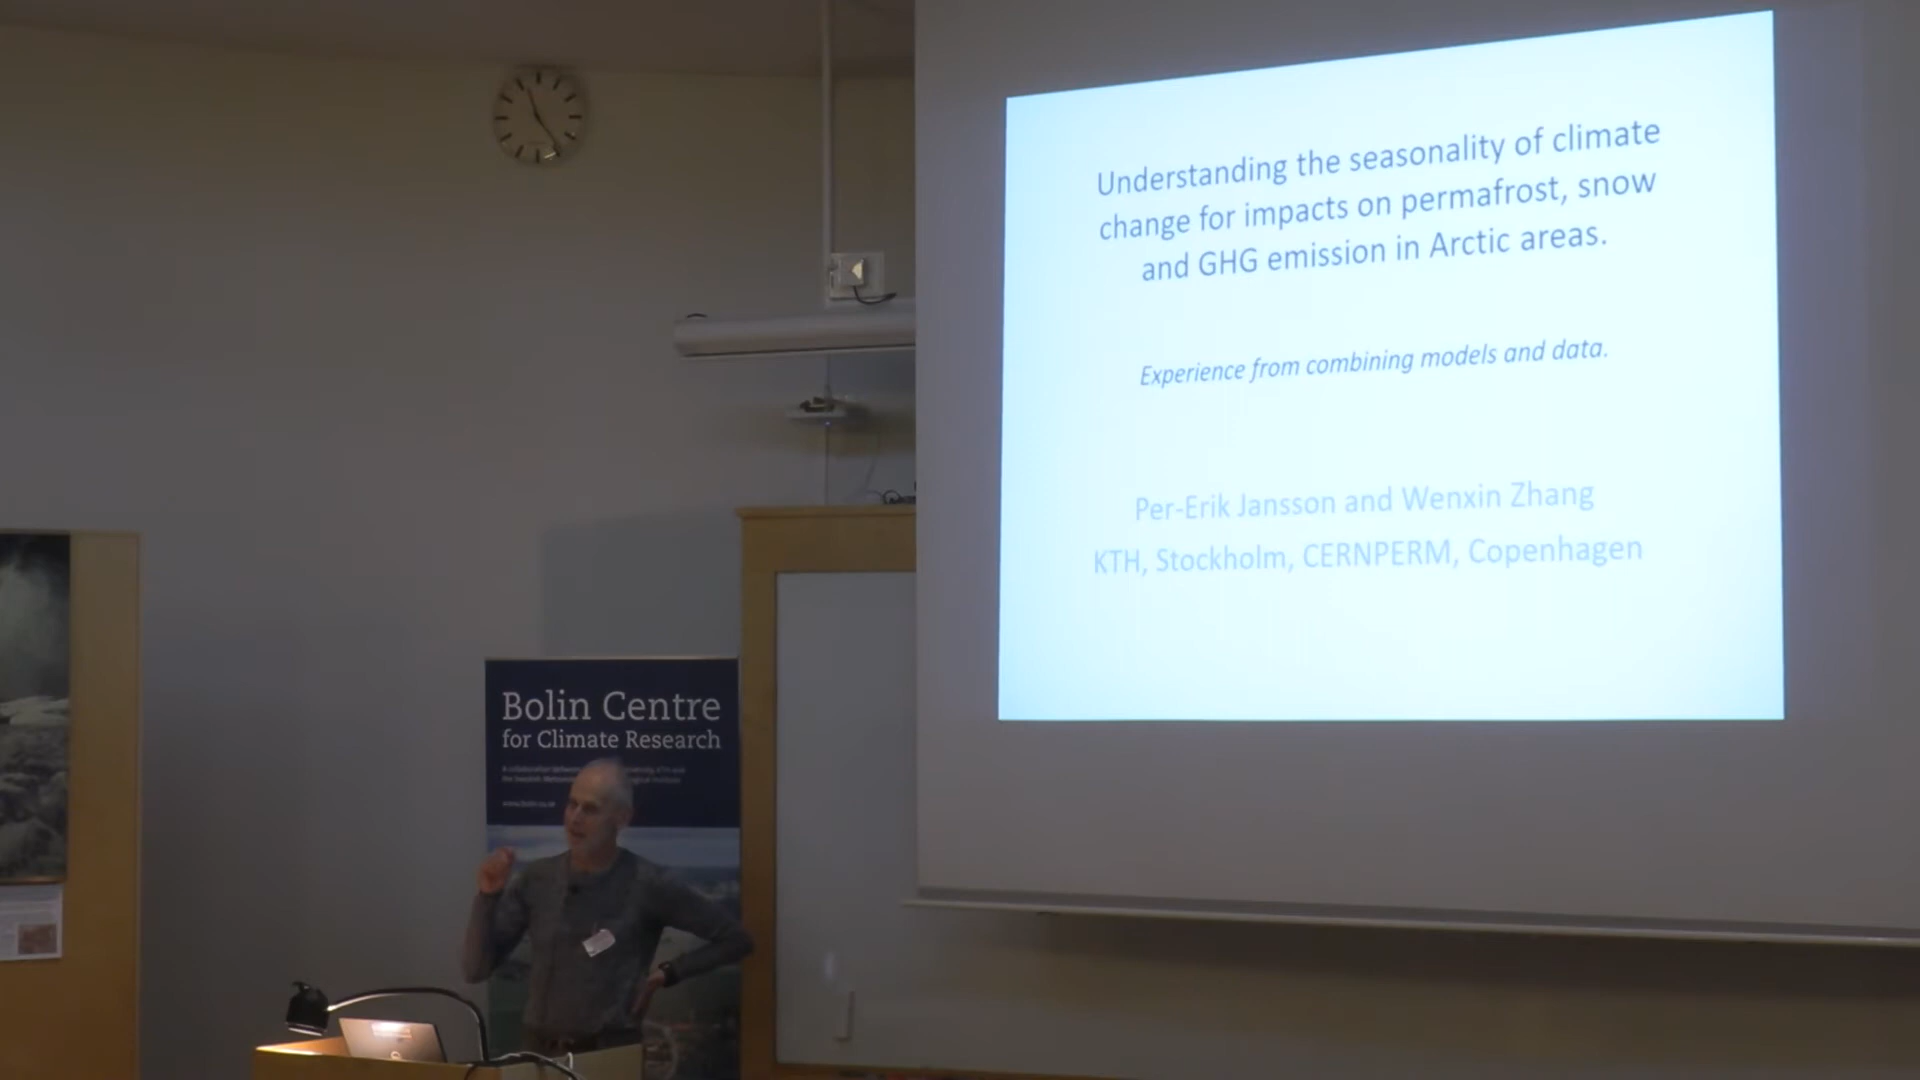 Understanding the seasonality of climate
change for impacts on permafrost, snow
and GHG emission in Arctic areas.
Experience from combining models and data.
Per-Erik Jansson and Wenxin Zhang
KTH, Stockholm, CERNPERM, Copenhagen
Bolin Centre
for Climate Research